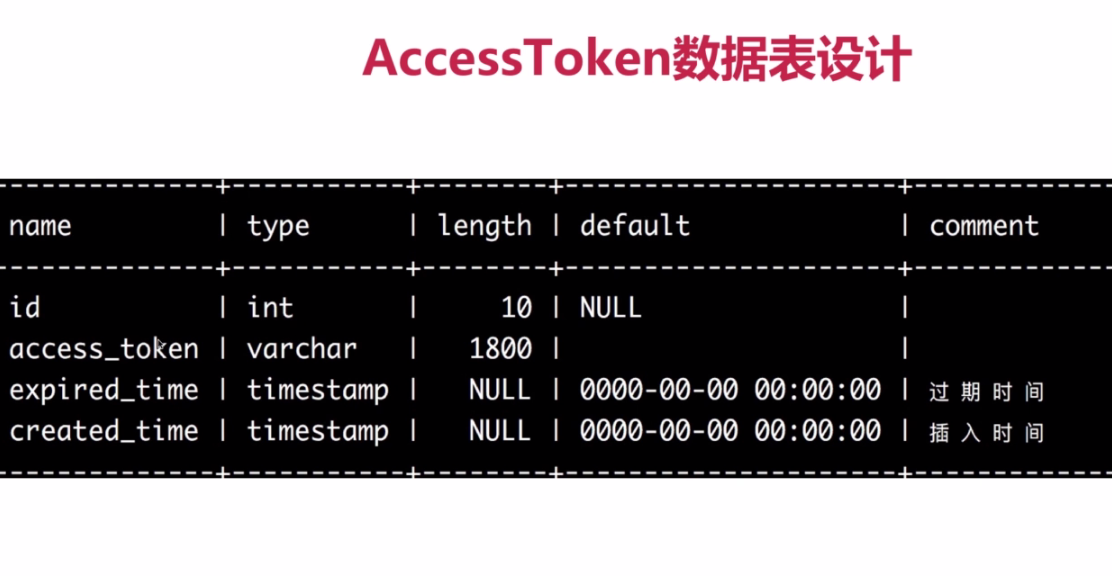 AccessToken数据表设计
name | type | length | default | comment
id | int | 10 | NULL |
access_token | varchar | 1800 | |
expired_time | timestamp | NULL | 0000-00-00 00:00:00 | 过期时间
created_time | timestamp | NULL | 0000-00-00 00:00:00 | 插入时间